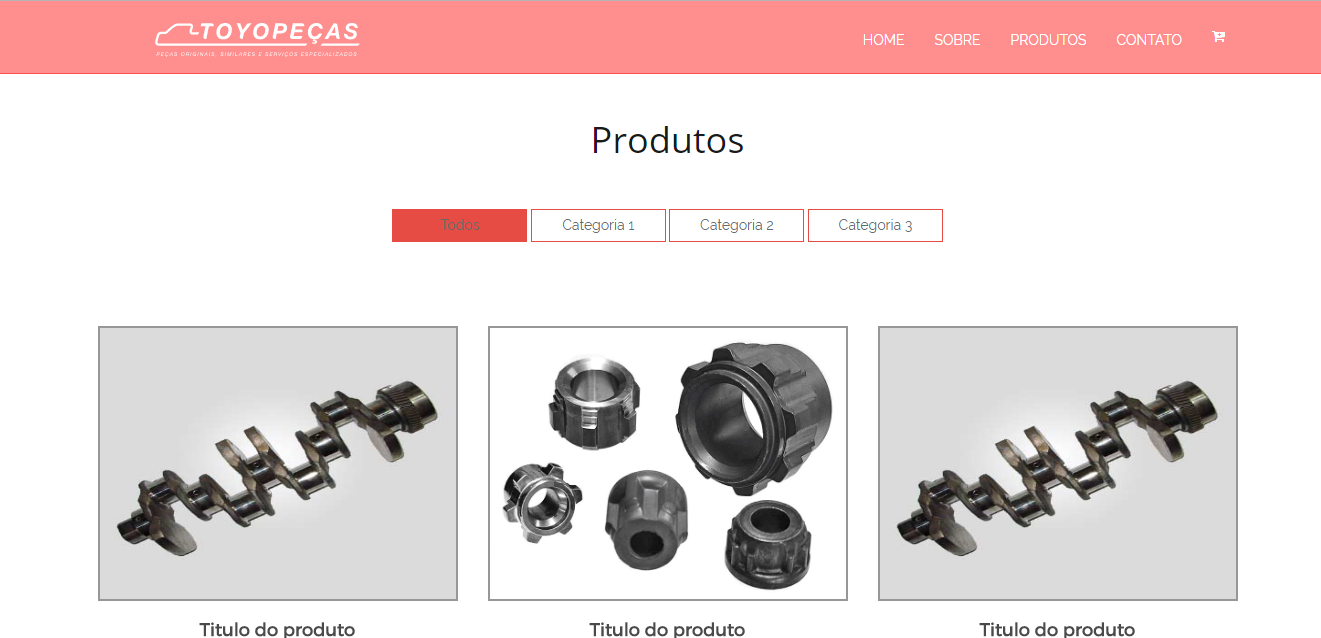 TOYOPEÇAS
PEÇAS ORIGINAIS, SIMILARES E SERVIÇOS ESPECIALIZADOS
HOME SOBRE PRODUTOS CONTATO
Produtos
Todos Categoria 1 Categoria 2 Categoria 3
Titulo do produto Titulo do produto Titulo do produto